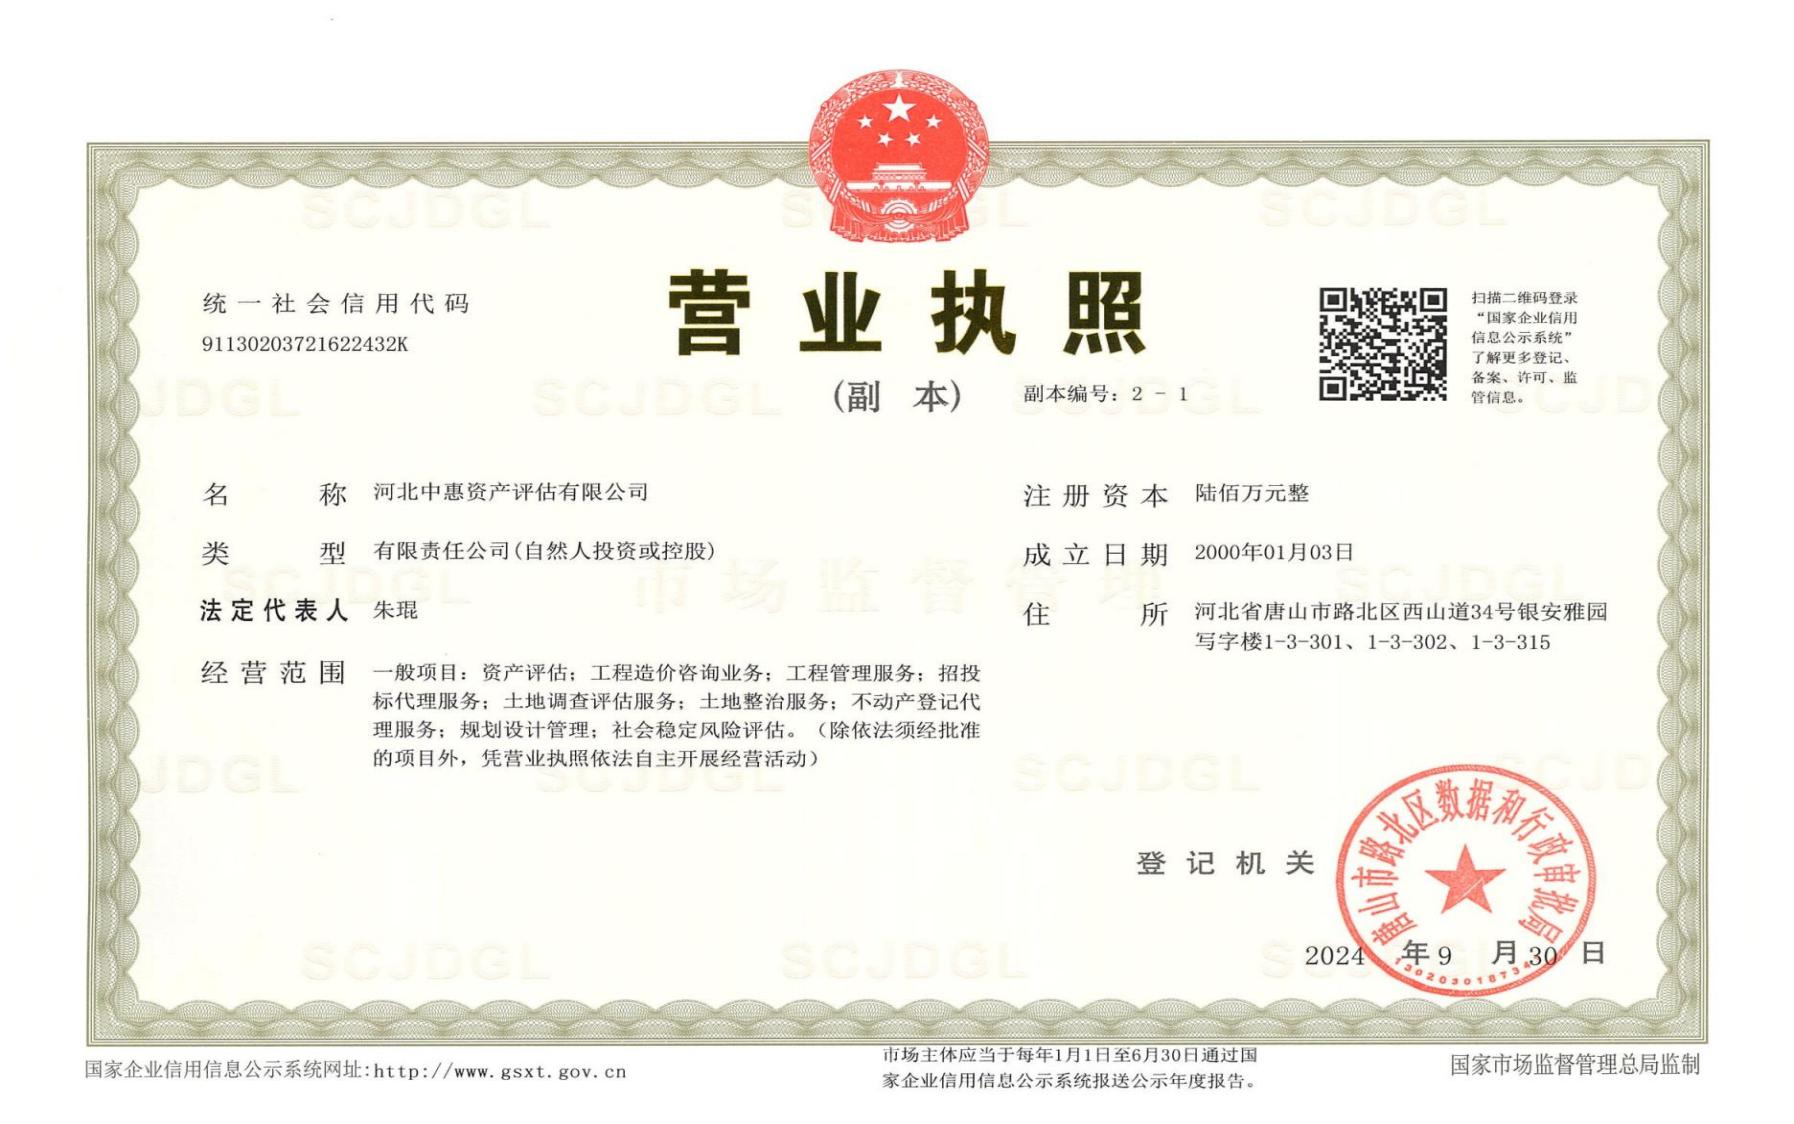 营业执照
(副 本)
副本编号：2 - 1
统一社会信用代码
91130203721622432K
扫描二维码登录
“国家企业信用
信息公示系统”
了解更多登记、
备案、许可、监
管信息。
名 称 河北中惠资产评估有限公司
类 型 有限责任公司(自然人投资或控股)
法定代表人 朱琨
经营范围 一般项目：资产评估；工程造价咨询业务；工程管理服务；招投
标代理服务；土地调查评估服务；土地整治服务；不动产登记代
理服务；规划设计管理；社会稳定风险评估。（除依法须经批准
的项目外，凭营业执照依法自主开展经营活动）
注册资本 陆佰万元整
成立日期 2000年01月03日
住 所 河北省唐山市路北区西山道34号银安雅园
写字楼1-3-301、1-3-302、1-3-315
登记机关
唐山市路北区数据和行政审批局
2024 年 9 月 30 日
国家企业信用信息公示系统网址:http://www.gsxt.gov.cn
市场主体应当于每年1月1日至6月30日通过国
家企业信用信息公示系统报送公示年度报告。
国家市场监督管理总局监制
SCJDGL
市场监督管理